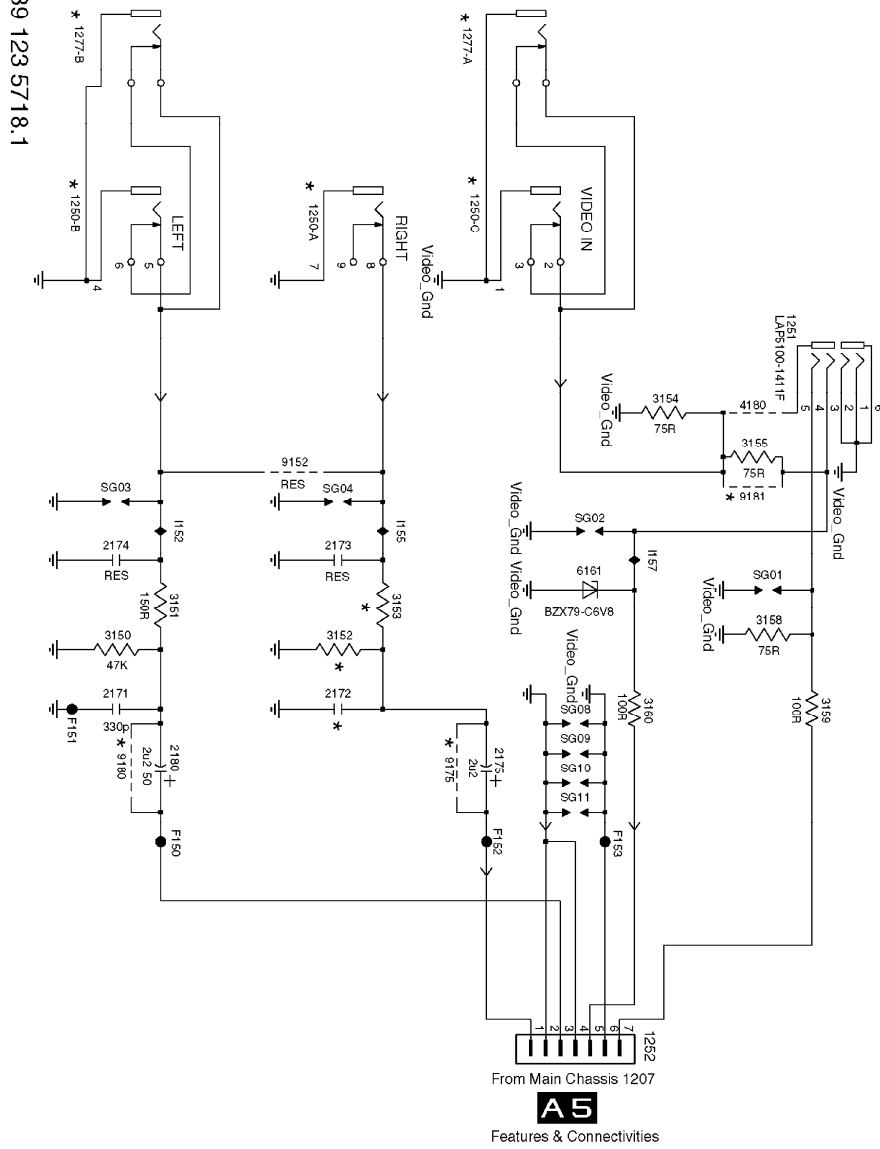 39 123 5718.1
* 1277-B
* 1277-A
* 1250-B
LEFT
6
5
4
* 1250-A
RIGHT
7
9
8
* 1250-C
VIDEO IN
3
2
1
Video_Gnd
1251
LAP5100-1411F
5
4
3
2
1
6
Video_Gnd
3154
75R
4180
3155
75R
* 9181
Video_Gnd
9152
RES
SG03
SG04
SG02
Video_Gnd
I152
I155
I157
2174
RES
2173
RES
6161
BZX79-C6V8
Video_Gnd
SG01
Video_Gnd
3158
75R
3151
150R
3153
*
3150
47K
3152
*
2171
330p
F151
2172
*
Video_Gnd
SG08
SG09
SG10
SG11
3160
100R
3159
100R
2180
2u2 50
+
* 9180
2175
2u2
+
* 9175
F150
F152
F153
1
2
3
4
5
6
7
1252
From Main Chassis 1207
A5
Features & Connectivities